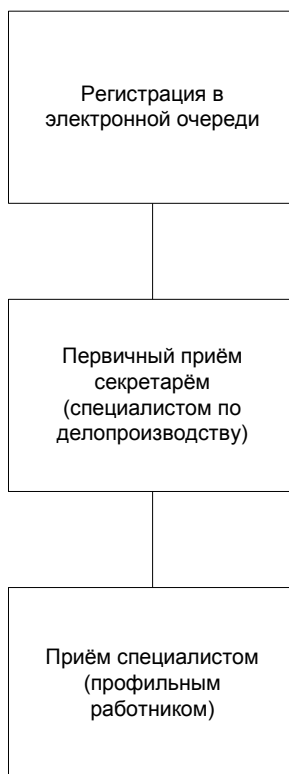 Регистрация в
электронной очереди
Первичный приём
секретарём
(специалистом по
делопроизводству)
Приём специалистом
(профильным
работником)